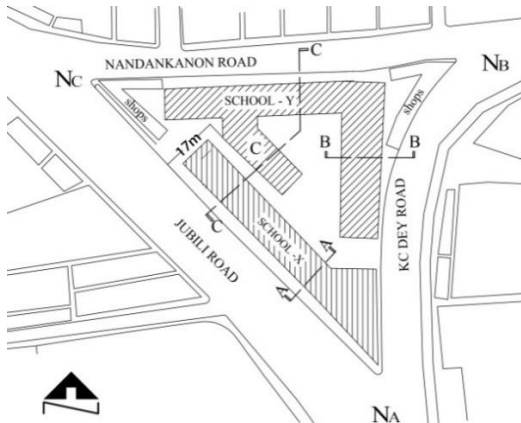 C
NANDANKANON ROAD
NC
NB
shops
SCHOOL - Y
shops
17m
C
B
B
C
SCHOOL -X
A
JUBILI ROAD
KC DEY ROAD
A
NA